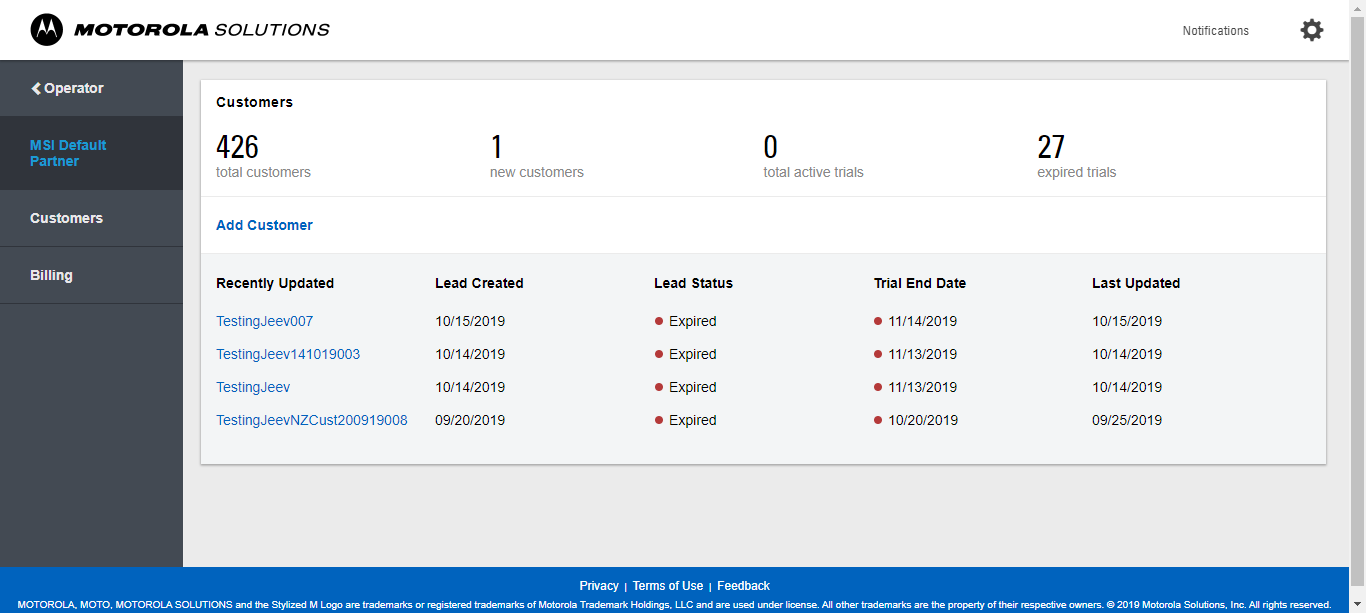 MOTOROLA SOLUTIONS
Notifications
Operator
MSI Default
Partner
Customers
Billing
Customers
426 1 0 27
total customers new customers total active trials expired trials
Add Customer
Recently Updated Lead Created Lead Status Trial End Date Last Updated
TestingJeev007 10/15/2019 Expired 11/14/2019 10/15/2019
TestingJeev141019003 10/14/2019 Expired 11/13/2019 10/14/2019
TestingJeev 10/14/2019 Expired 11/13/2019 10/14/2019
TestingJeevNZCust200919008 09/20/2019 Expired 10/20/2019 09/25/2019
Privacy | Terms of Use | Feedback
MOTOROLA, MOTO, MOTOROLA SOLUTIONS and the Stylized M Logo are trademarks or registered trademarks of Motorola Trademark Holdings, LLC and are used under license. All other trademarks are the property of their respective owners. © 2019 Motorola Solutions, Inc. All rights reserved.